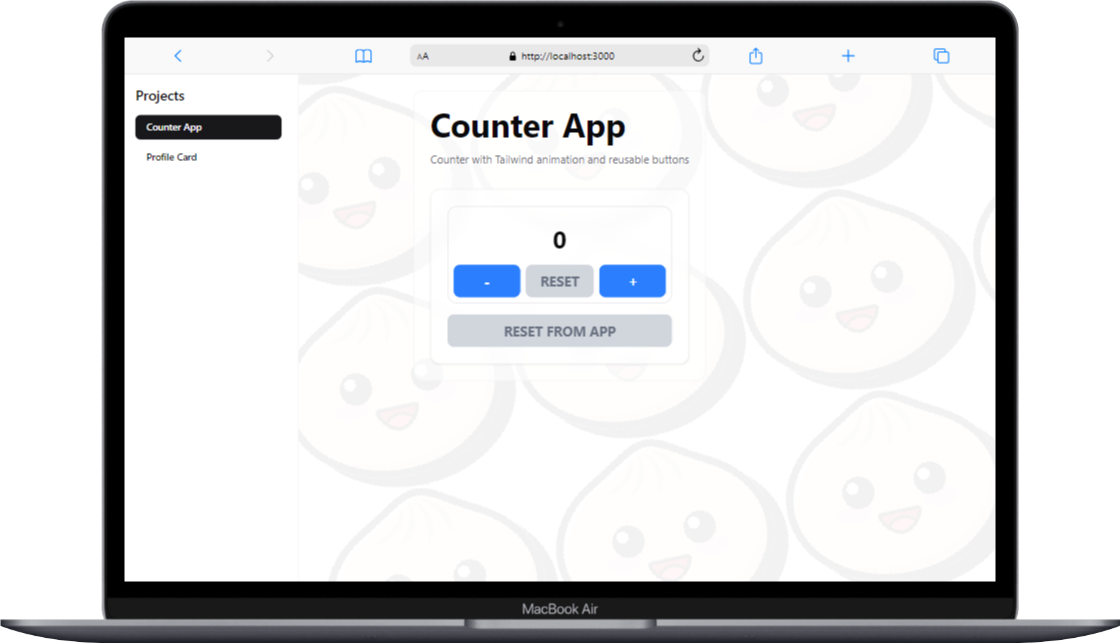 AA
http://localhost:3000
Projects
Counter App
Profile Card
Counter App
Counter with Tailwind animation and reusable buttons
0
-
RESET
+
RESET FROM APP
MacBook Air